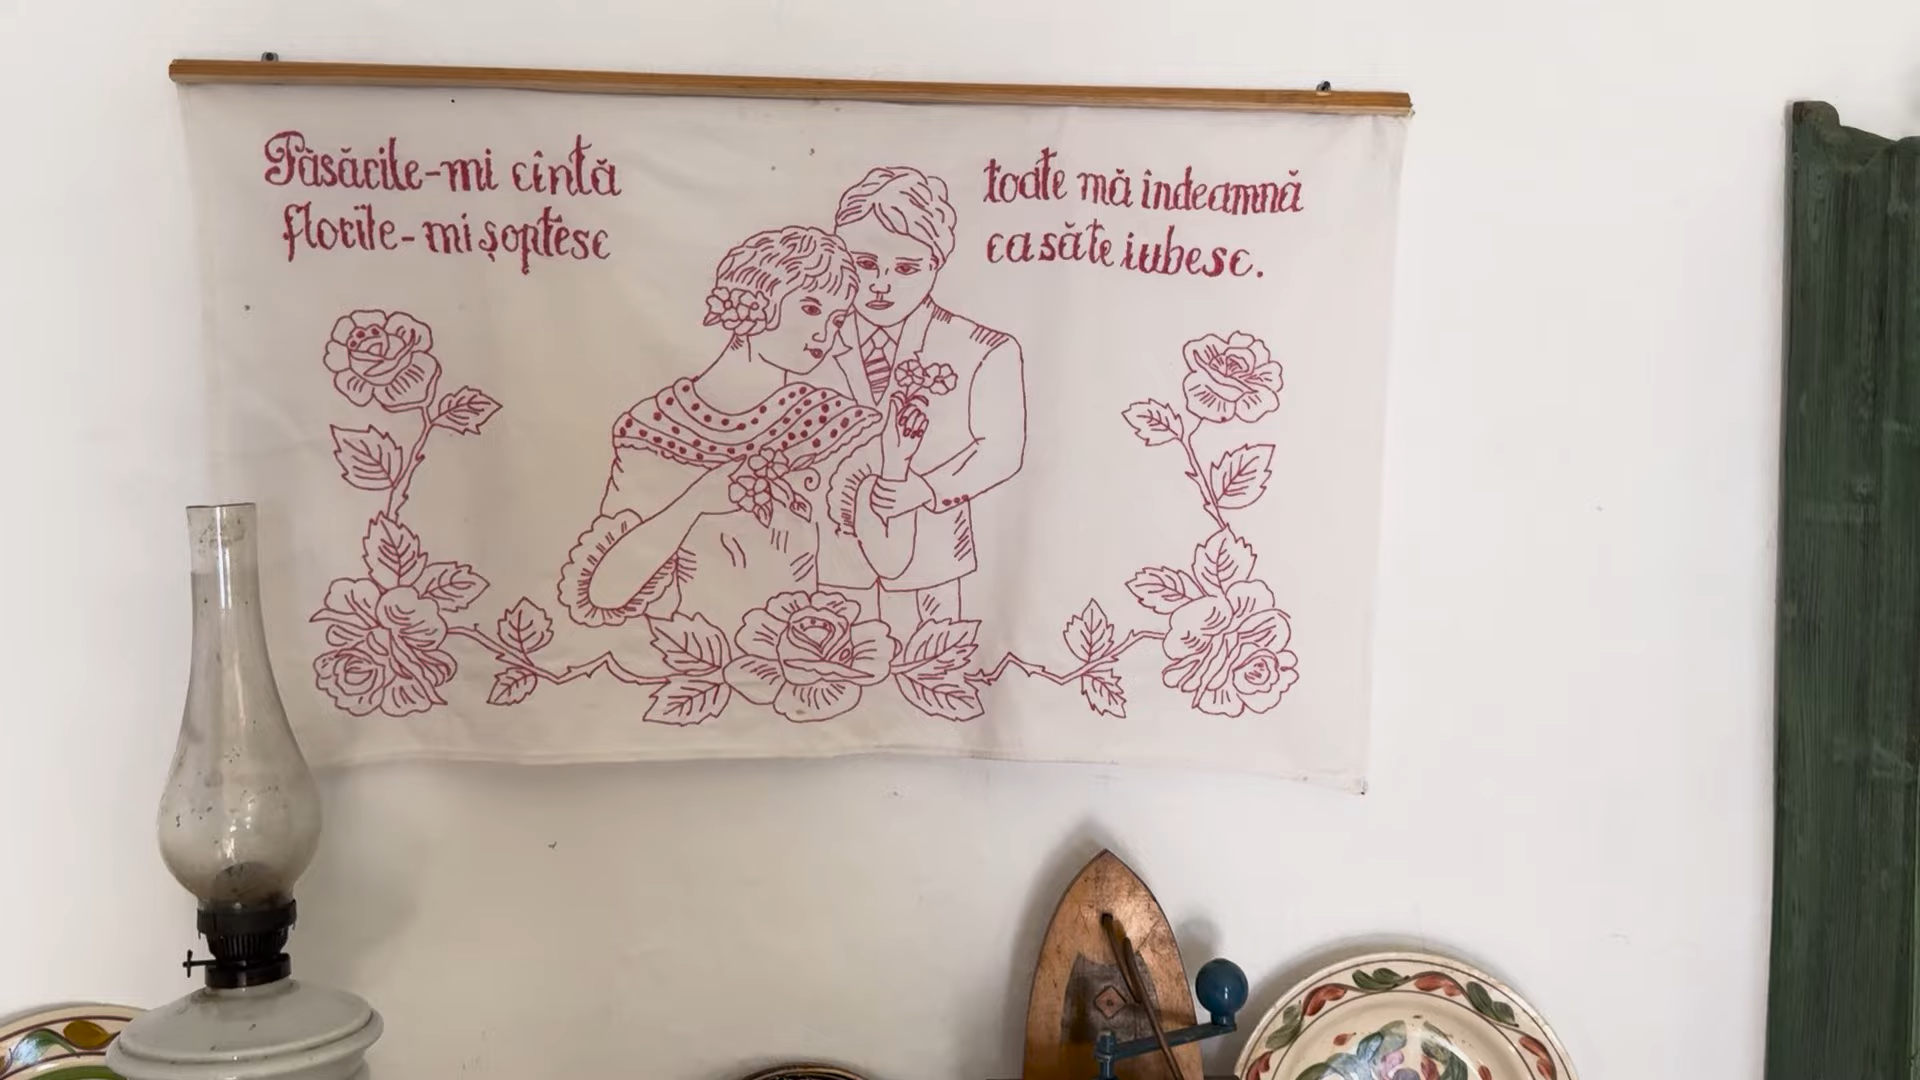 Păsările-mi cîntă
florile-mi șoptesc
toate mă îndeamnă
ca să te iubesc.